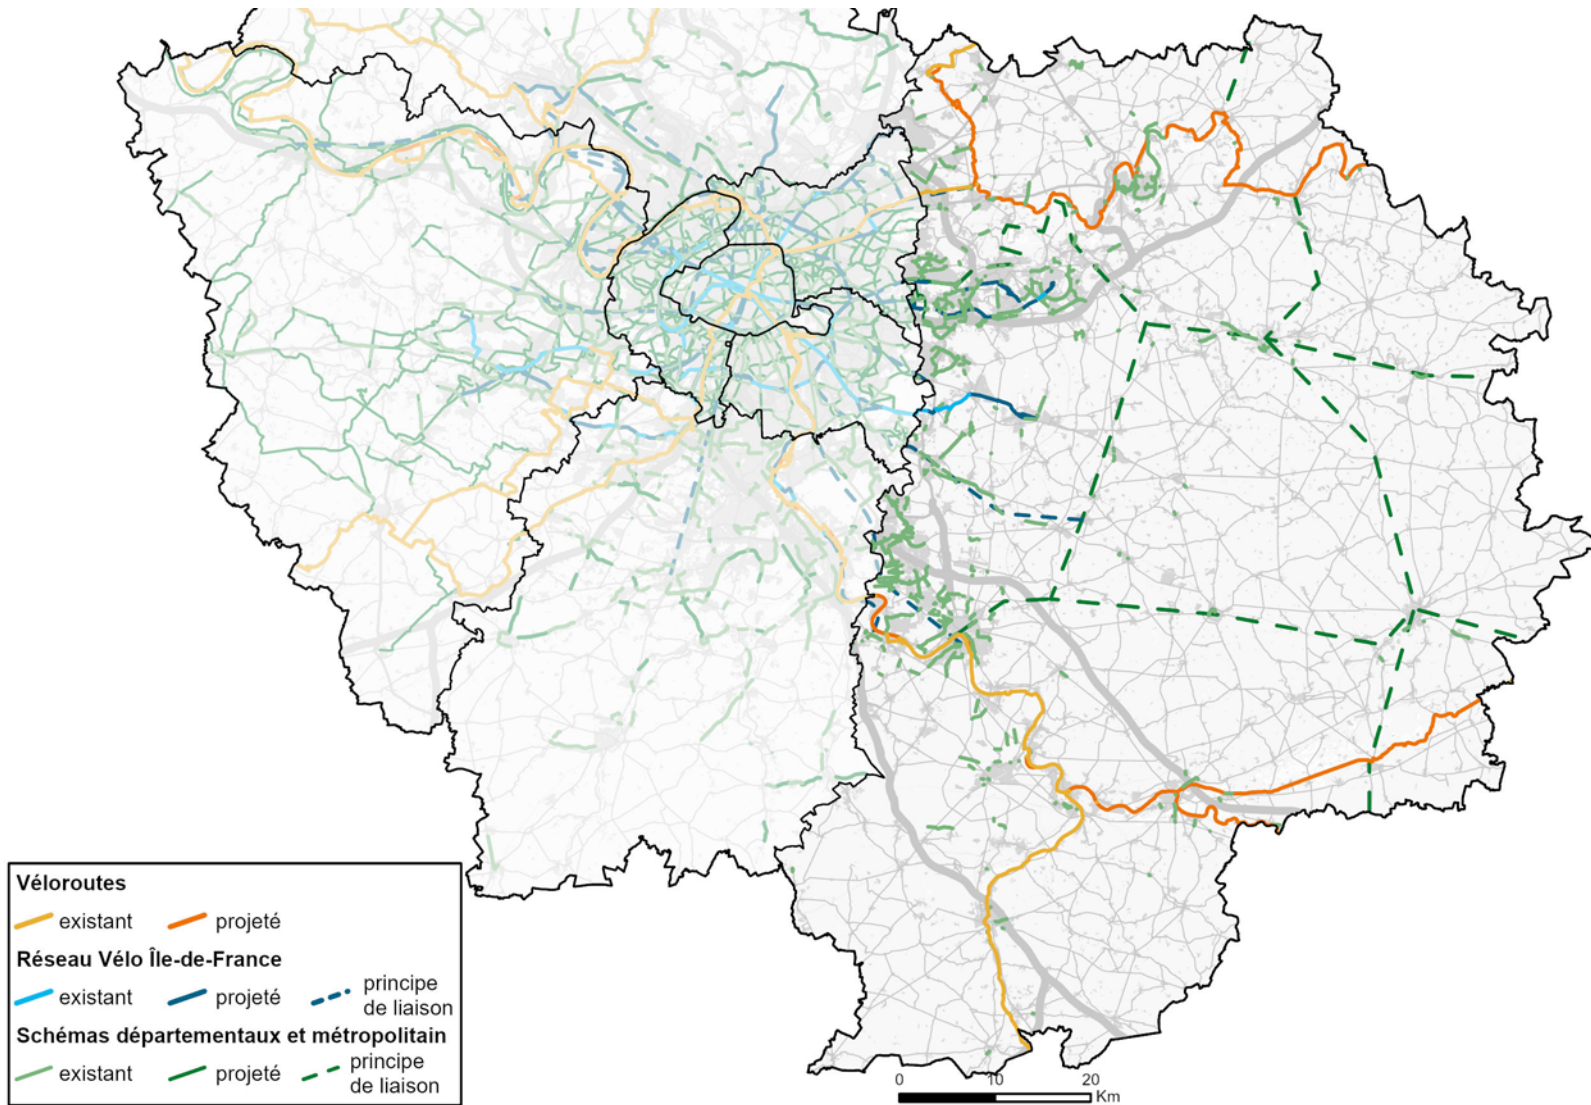 Véloroutes
existant projeté
Réseau Vélo Île-de-France
existant projeté principe
de liaison
Schémas départementaux et métropolitain
existant projeté principe
de liaison
0 10 20
Km